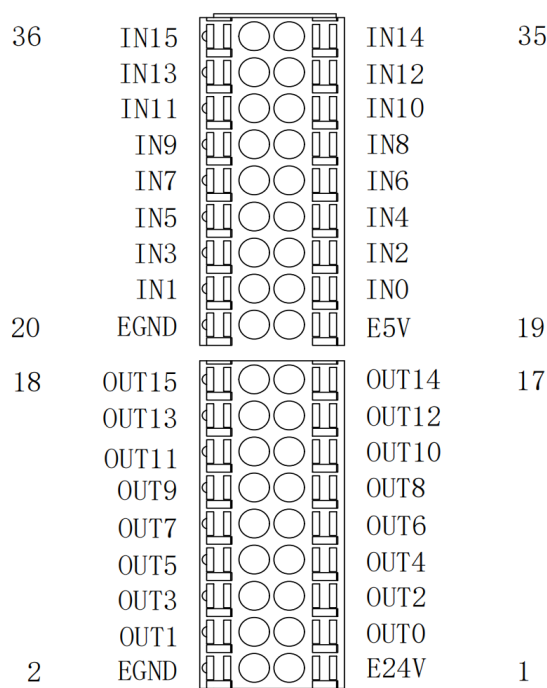 36 IN15 IN14 35
IN13 IN12
IN11 IN10
IN9 IN8
IN7 IN6
IN5 IN4
IN3 IN2
IN1 IN0
20 EGND E5V 19
18 OUT15 OUT14 17
OUT13 OUT12
OUT11 OUT10
OUT9 OUT8
OUT7 OUT6
OUT5 OUT4
OUT3 OUT2
OUT1 OUT0
2 EGND E24V 1